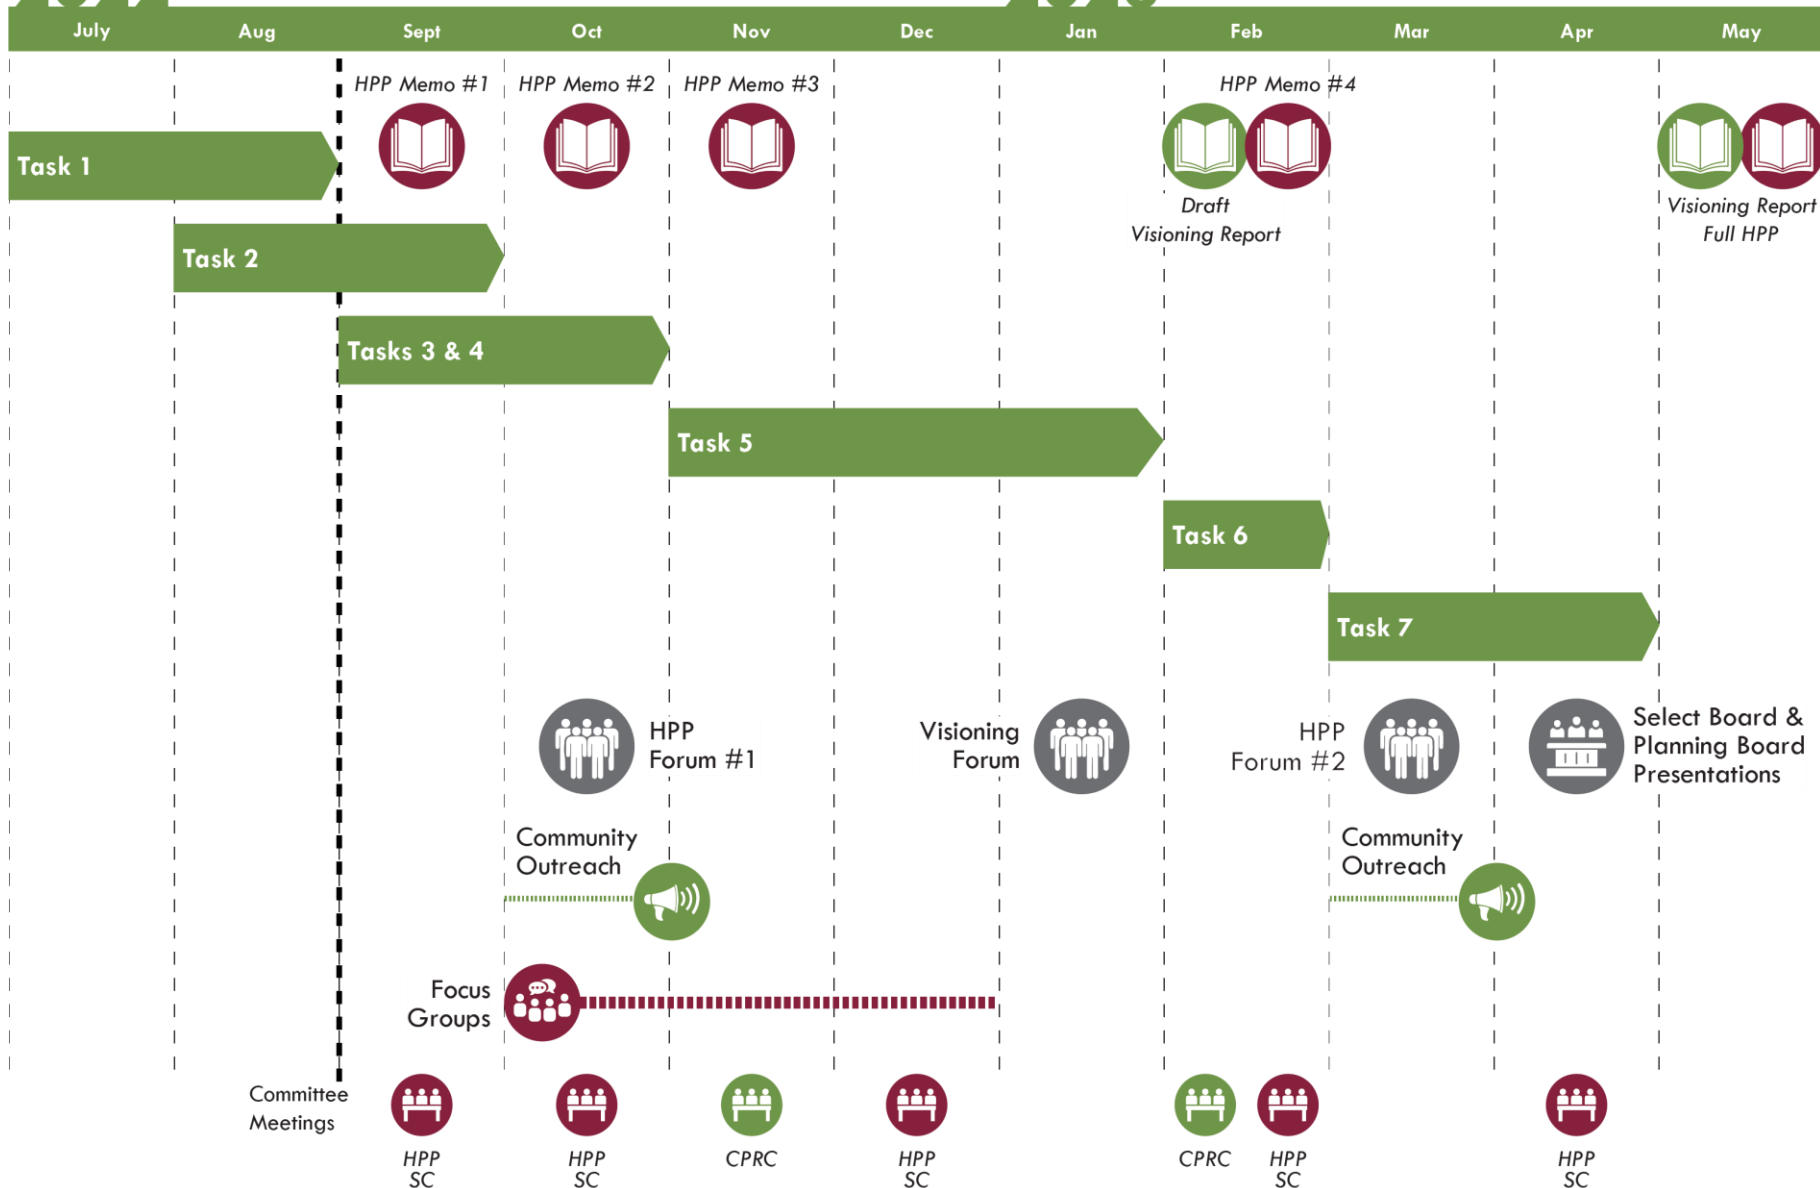 July Aug Sept Oct Nov Dec Jan Feb Mar Apr May
HPP Memo #1 HPP Memo #2 HPP Memo #3 HPP Memo #4
Task 1
Draft
Visioning Report
Visioning Report
Full HPP
Task 2
Tasks 3 & 4
Task 5
Task 6
Task 7
HPP
Forum #1
Visioning
Forum
HPP
Forum #2
Select Board &
Planning Board
Presentations
Community
Outreach
Community
Outreach
Focus
Groups
Committee
Meetings
HPP
SC
HPP
SC
CPRC
HPP
SC
CPRC
HPP
SC
HPP
SC